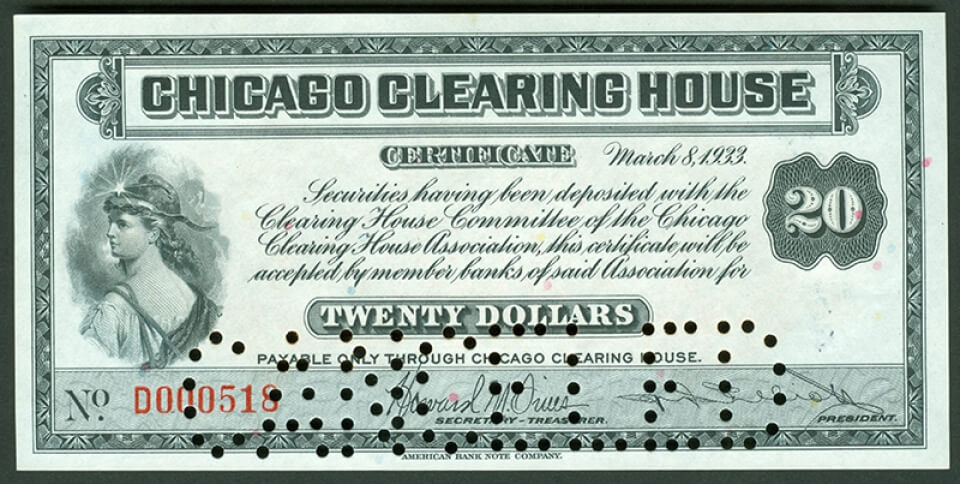 CHICAGO CLEARING HOUSE
CERTIFICATE March 8, 1933.
Securities having been deposited with the
Clearing House Committee of the Chicago
Clearing House Association, this certificate will be
accepted by member banks of said Association for
20
TWENTY DOLLARS
PAYABLE ONLY THROUGH CHICAGO CLEARING HOUSE.
No. D000518
Howard M.
SECRETARY-TREASURER.
PRESIDENT.
AMERICAN BANK NOTE COMPANY.